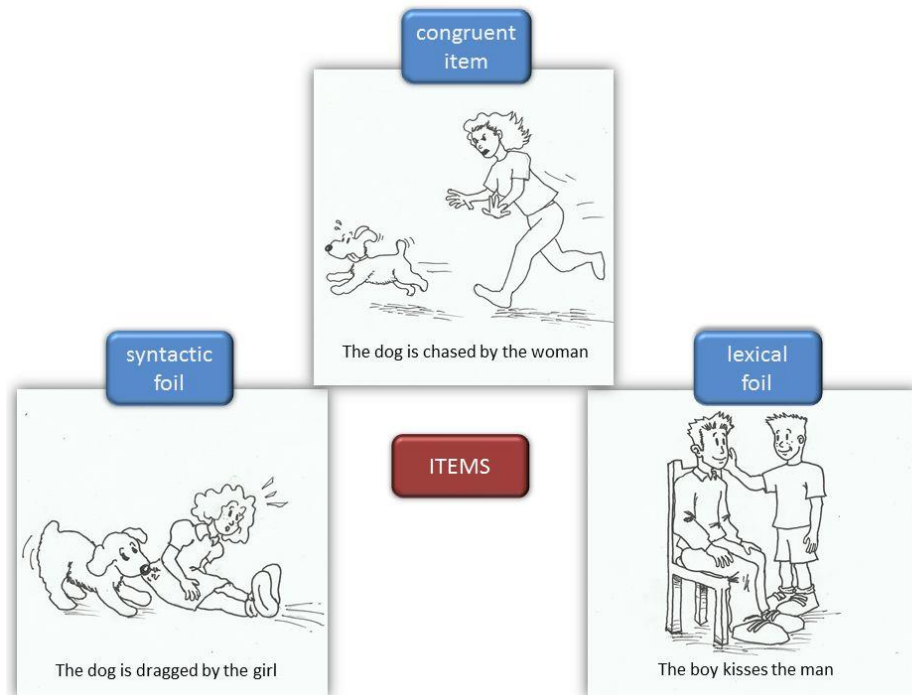 congruent
item
The dog is chased by the woman
syntactic
foil
lexical
foil
ITEMS
The dog is dragged by the girl
The boy kisses the man